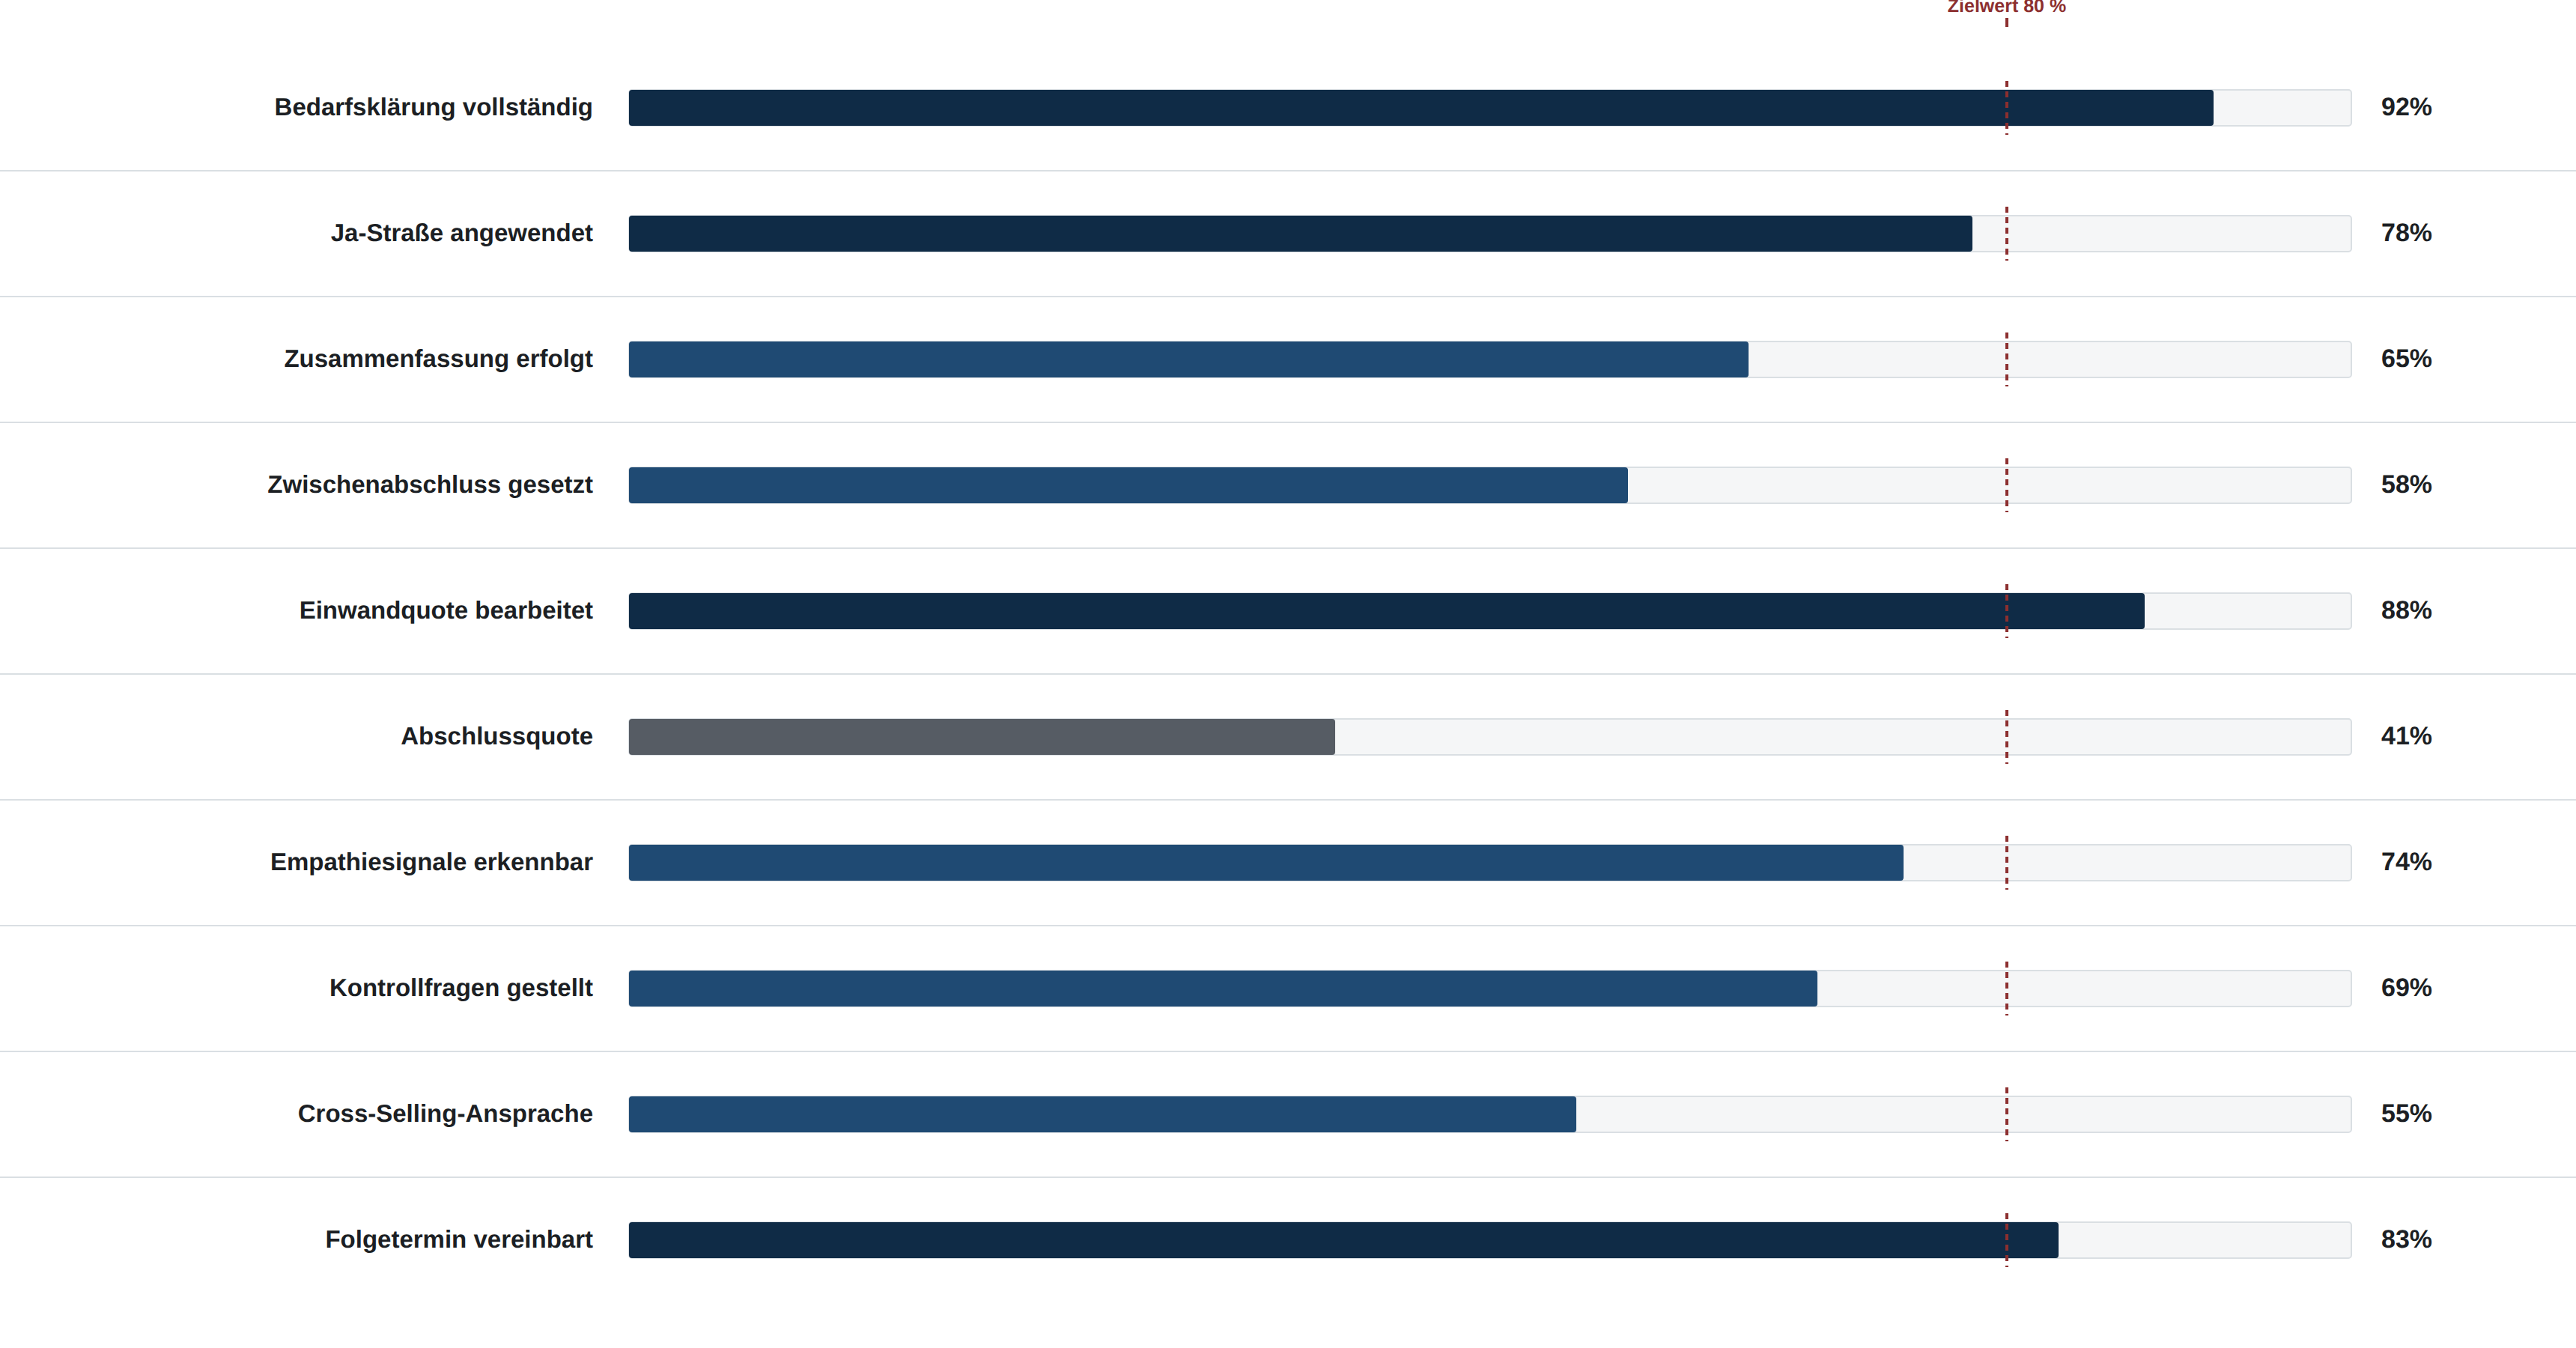 Zielwert 80 %
Bedarfsklärung vollständig 92%
Ja-Straße angewendet 78%
Zusammenfassung erfolgt 65%
Zwischenabschluss gesetzt 58%
Einwandquote bearbeitet 88%
Abschlussquote 41%
Empathiesignale erkennbar 74%
Kontrollfragen gestellt 69%
Cross-Selling-Ansprache 55%
Folgetermin vereinbart 83%